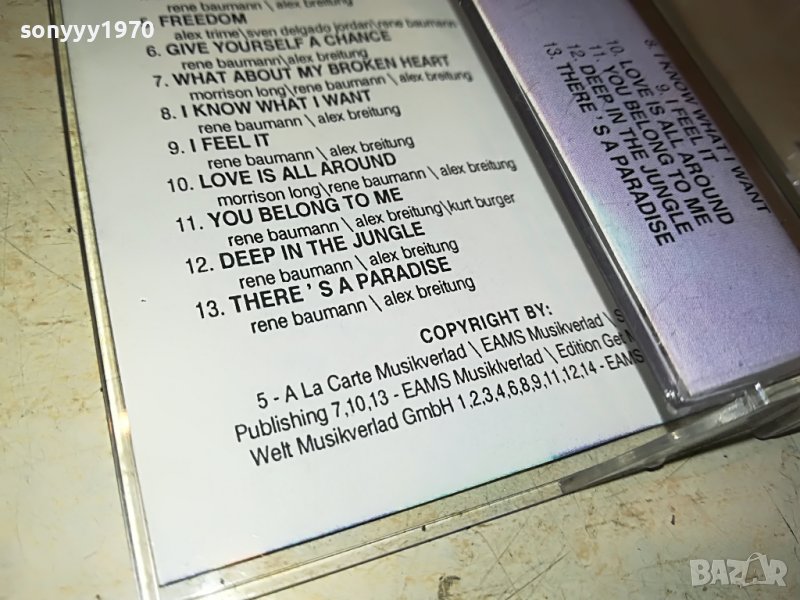 sonyyy1970
rene baumann \ alex breitung
5. FREEDOM
alex trime\sven delgado jordan\rene baumann
6. GIVE YOURSELF A CHANCE
rene baumann\ alex breitung
7. WHAT ABOUT MY BROKEN HEART
morrison long\rene baumann \ alex breitung
8. I KNOW WHAT I WANT
rene baumann \ alex breitung
9. I FEEL IT
rene baumann \ alex breitung
10. LOVE IS ALL AROUND
morrison long\rene baumann \ alex breitung
11. YOU BELONG TO ME
rene baumann \ alex breitung\kurt burger
12. DEEP IN THE JUNGLE
rene baumann \ alex breitung
13. THERE ' S A PARADISE
rene baumann \ alex breitung
COPYRIGHT BY:
5 - A La Carte Musikverlad \ EAMS Musikverlad \ S
Publishing 7,10,13 - EAMS Musiklverlad \Edition Get
Welt Musikverlad GmbH 1,2,3,4,6,8,9,11,12,14 - EAMS
8. I KNOW WHAT I WANT
9. I FEEL IT
10. LOVE IS ALL AROUND
11. YOU BELONG TO ME
12. DEEP IN THE JUNGLE
13. THERE ' S A PARADISE
BAZAR